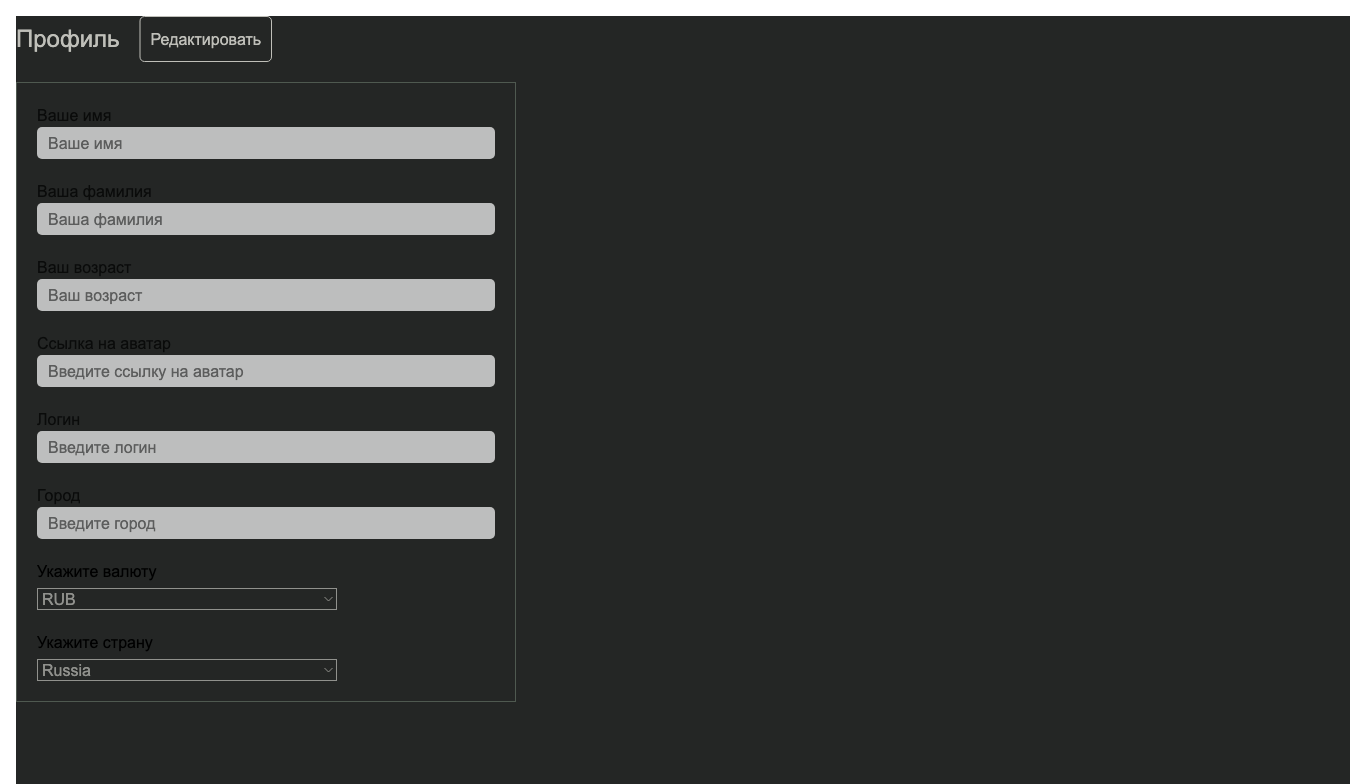 Профиль Редактировать
Ваше имя
Ваше имя
Ваша фамилия
Ваша фамилия
Ваш возраст
Ваш возраст
Ссылка на аватар
Введите ссылку на аватар
Логин
Введите логин
Город
Введите город
Укажите валюту
RUB
Укажите страну
Russia